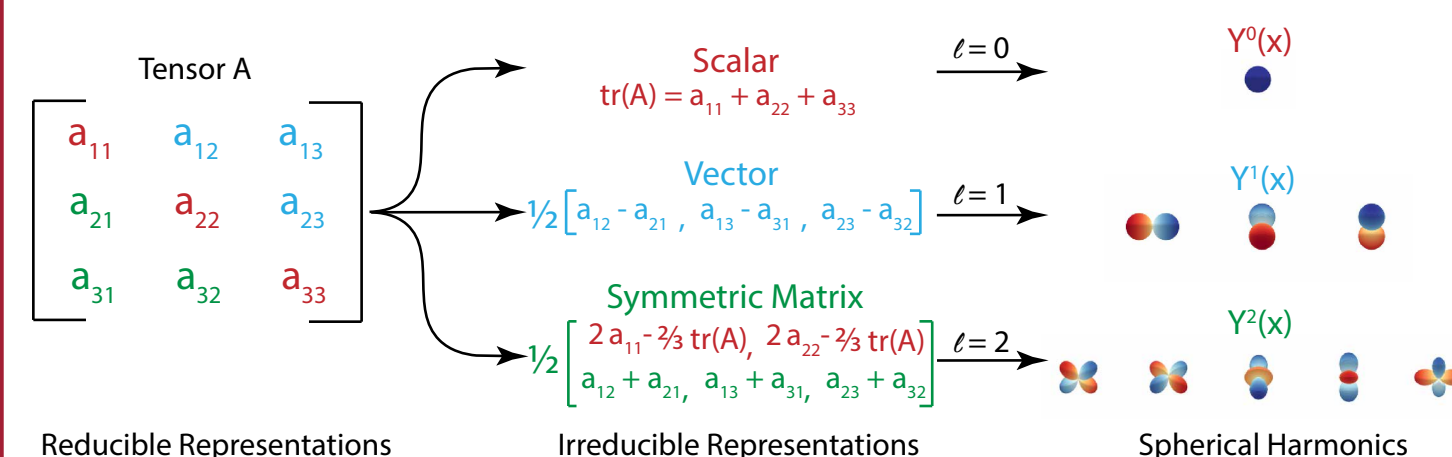 Tensor A
a₁₁ a₁₂ a₁₃
a₂₁ a₂₂ a₂₃
a₃₁ a₃₂ a₃₃
Reducible Representations
Scalar
tr(A) = a₁₁ + a₂₂ + a₃₃
Vector
½ [a₁₂ - a₂₁ , a₁₃ - a₃₁ , a₂₃ - a₃₂]
Symmetric Matrix
½ [2 a₁₁ - ⅔ tr(A), 2 a₂₂ - ⅔ tr(A)
a₁₂ + a₂₁, a₁₃ + a₃₁, a₂₃ + a₃₂]
Irreducible Representations
ℓ = 0
ℓ = 1
ℓ = 2
Y⁰(x)
Y¹(x)
Y²(x)
Spherical Harmonics